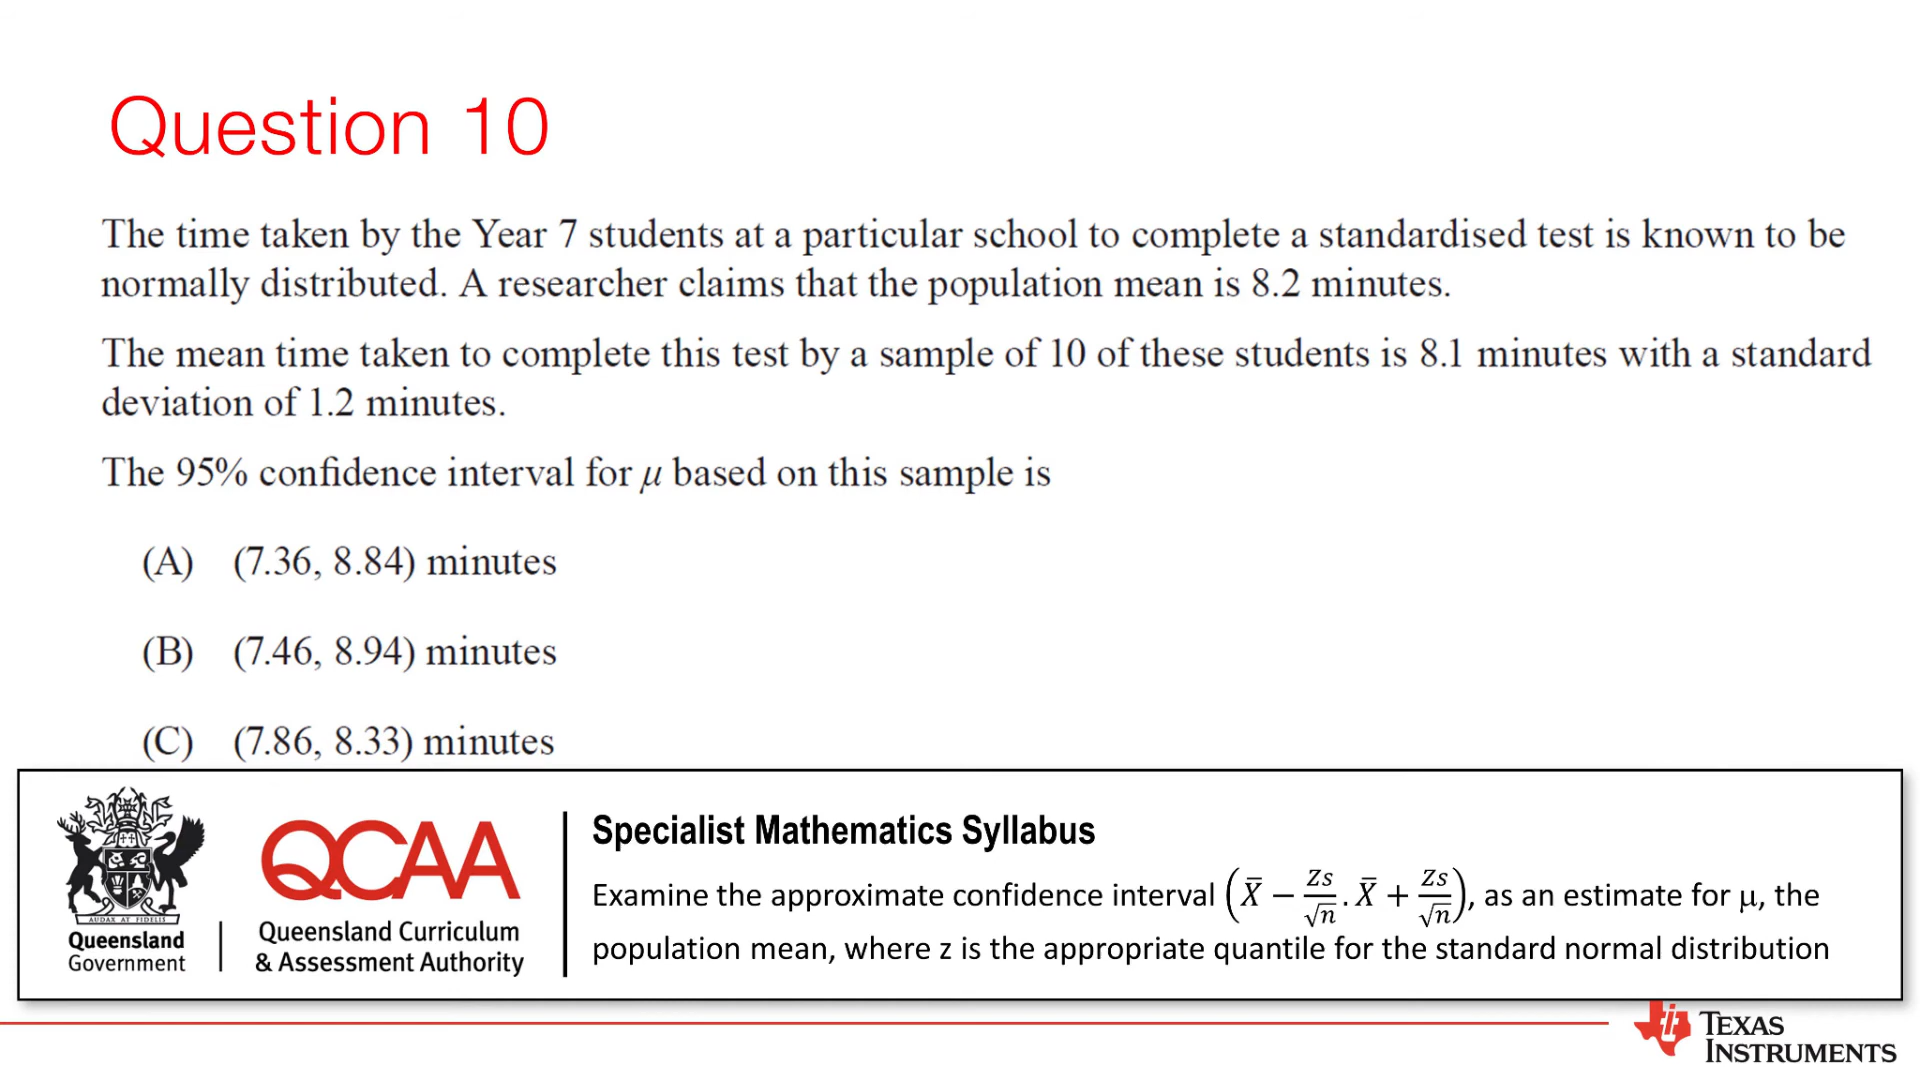 Question 10
The time taken by the Year 7 students at a particular school to complete a standardised test is known to be
normally distributed. A researcher claims that the population mean is 8.2 minutes.
The mean time taken to complete this test by a sample of 10 of these students is 8.1 minutes with a standard
deviation of 1.2 minutes.
The 95% confidence interval for μ based on this sample is
(A) (7.36, 8.84) minutes
(B) (7.46, 8.94) minutes
(C) (7.86, 8.33) minutes
AUDAX AT FIDELIS
Queensland
Government
QCAA
Queensland Curriculum
& Assessment Authority
Specialist Mathematics Syllabus
Examine the approximate confidence interval (X̄ − Zs/√n . X̄ + Zs/√n), as an estimate for μ, the
population mean, where z is the appropriate quantile for the standard normal distribution
TEXAS
INSTRUMENTS